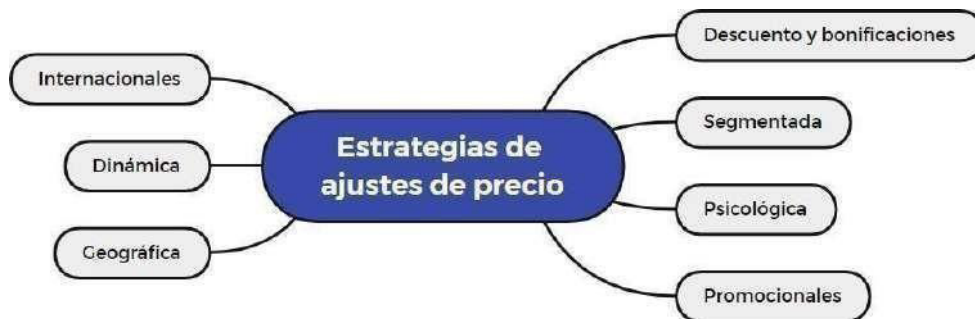 Internacionales
Dinámica
Geográfica
Estrategias de
ajustes de precio
Descuento y bonificaciones
Segmentada
Psicológica
Promocionales